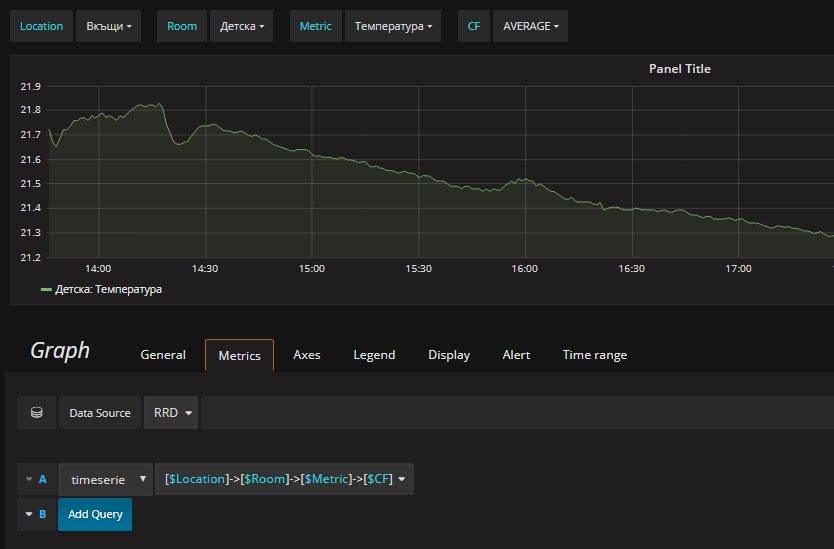 Location Вкъщи Room Детска Metric Температура CF AVERAGE
Panel Title
21.9
21.8
21.7
21.6
21.5
21.4
21.3
21.2
14:00 14:30 15:00 15:30 16:00 16:30 17:00
Детска: Температура
Graph General Metrics Axes Legend Display Alert Time range
Data Source RRD
A timeserie [$Location]->[$Room]->[$Metric]->[$CF]
B Add Query